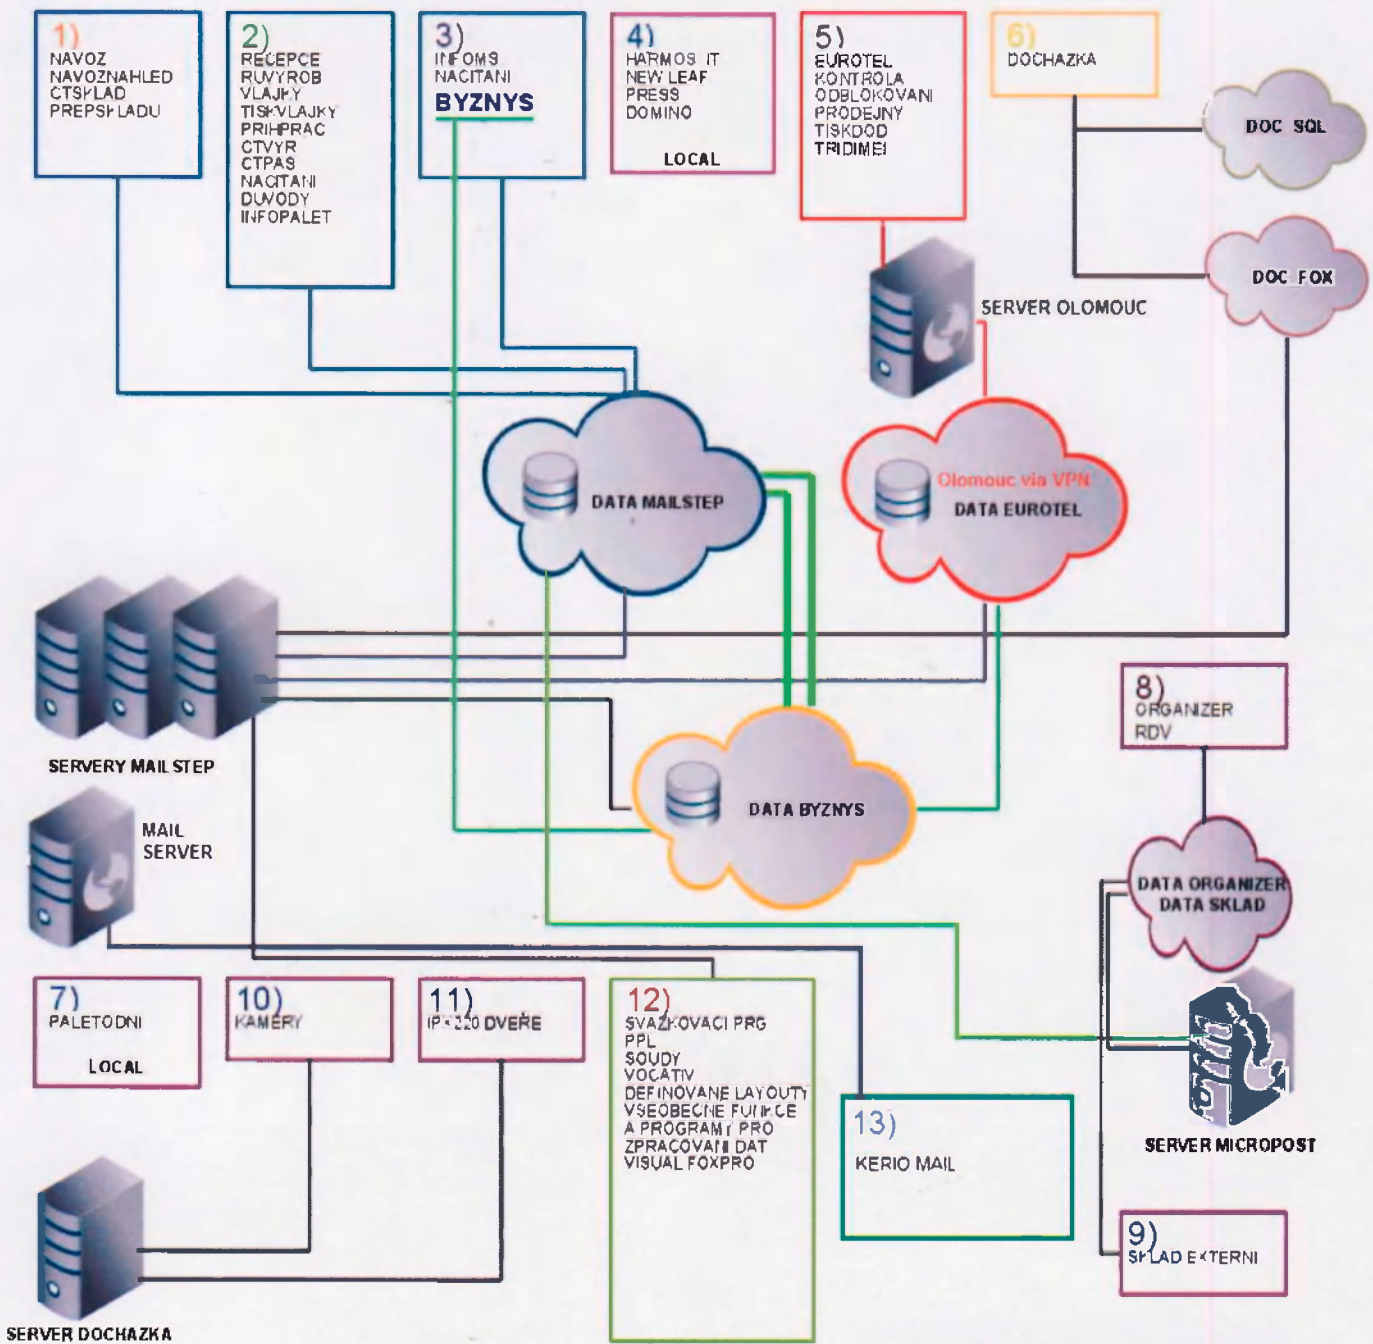 1)
NAVOZ
NAVOZNAHLED
CTSKLAD
PREPSKLADU
2)
RECEPCE
RUVYROB
VLAJKY
TISKVLAJKY
PRIHPRAC
CTVYR
CTPAS
NACITANI
DUVODY
INFOPALET
3)
INFOMS
NACITANI
BYZNYS
4)
HARMOS IT
NEW LEAF
PRESS
DOMINO
LOCAL
5)
EUROTEL
KONTROLA
ODBLOKOVANI
PRODEJNY
TISKDOD
TRIDIMEI
6)
DOCHAZKA
DOC SQL
DOC FOX
SERVER OLOMOUC
DATA MAILSTEP
Olomouc via VPN
DATA EUROTEL
SERVERY MAILSTEP
8)
ORGANIZER
RDV
DATA BYZNYS
MAIL
SERVER
DATA ORGANIZER
DATA SKLAD
7)
PALETODNI
LOCAL
10)
KAMERY
11)
DVEŘE
12)
SVAZKOVACI PRG
PPL
SOUDY
VOCATIV
DEFINOVANE LAYOUTY
VSEOBECNE FUNKCE
A PROGRAMY PRO
ZPRACOVANI DAT
VISUAL FOXPRO
13)
KERIO MAIL
SERVER MICROPOST
9)
SKLAD EXTERNI
SERVER DOCHAZKA